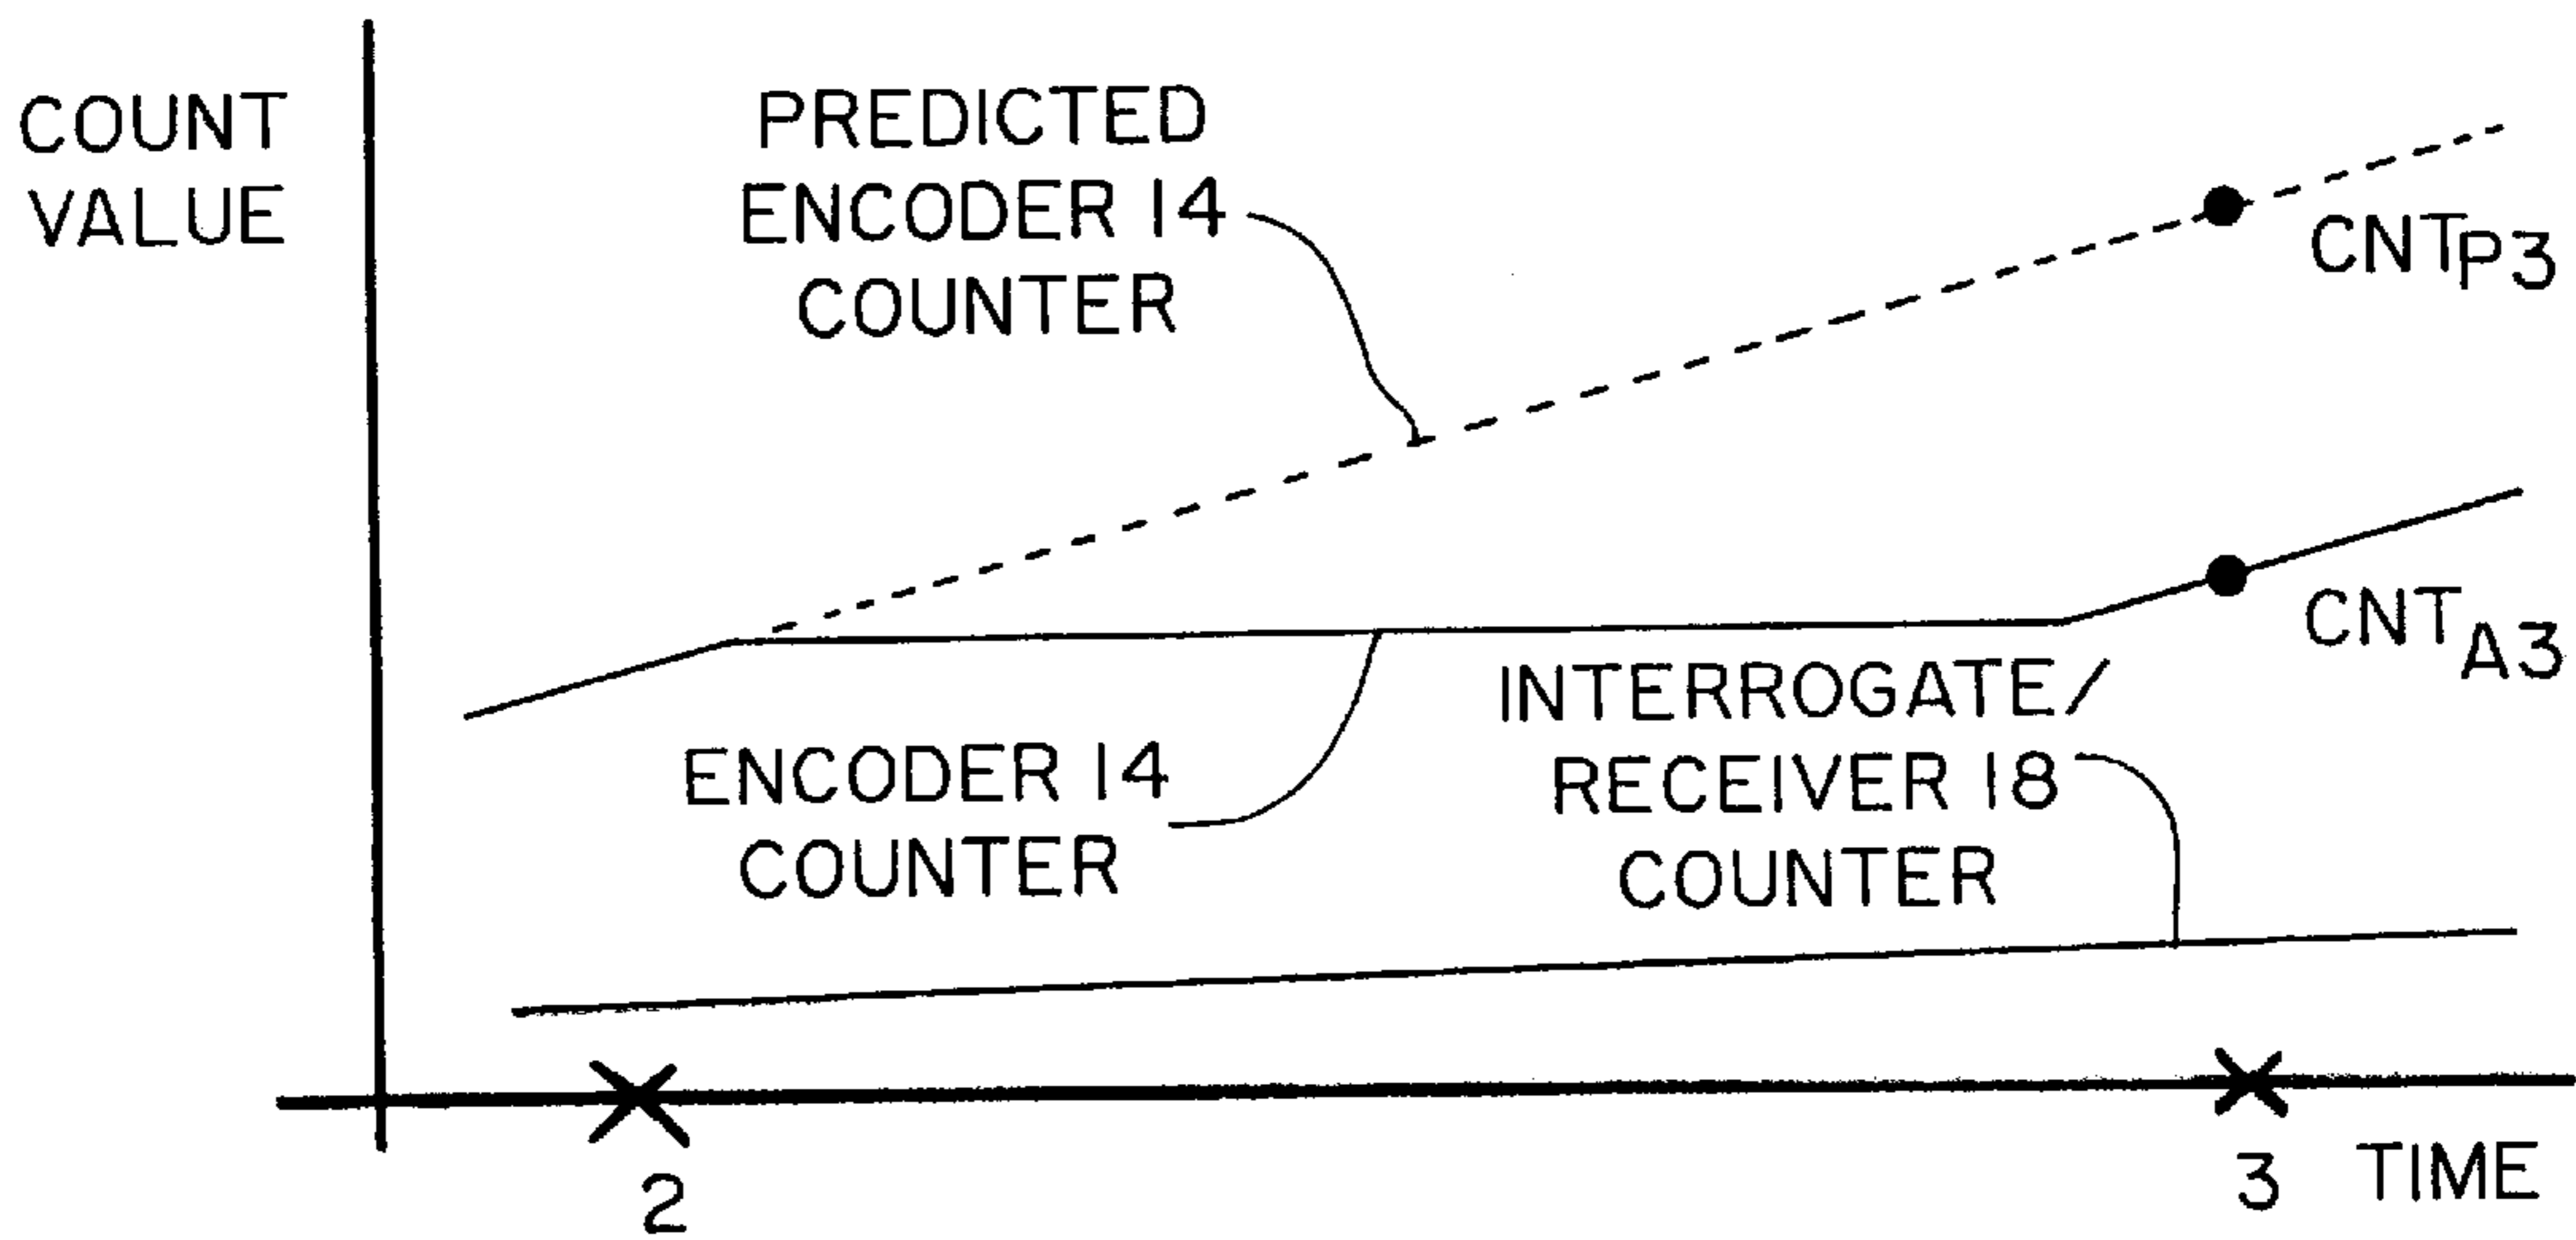 COUNT
VALUE
PREDICTED
ENCODER 14
COUNTER
CNTP3
CNTA3
ENCODER 14
COUNTER
INTERROGATE/
RECEIVER 18
COUNTER
2
3 TIME